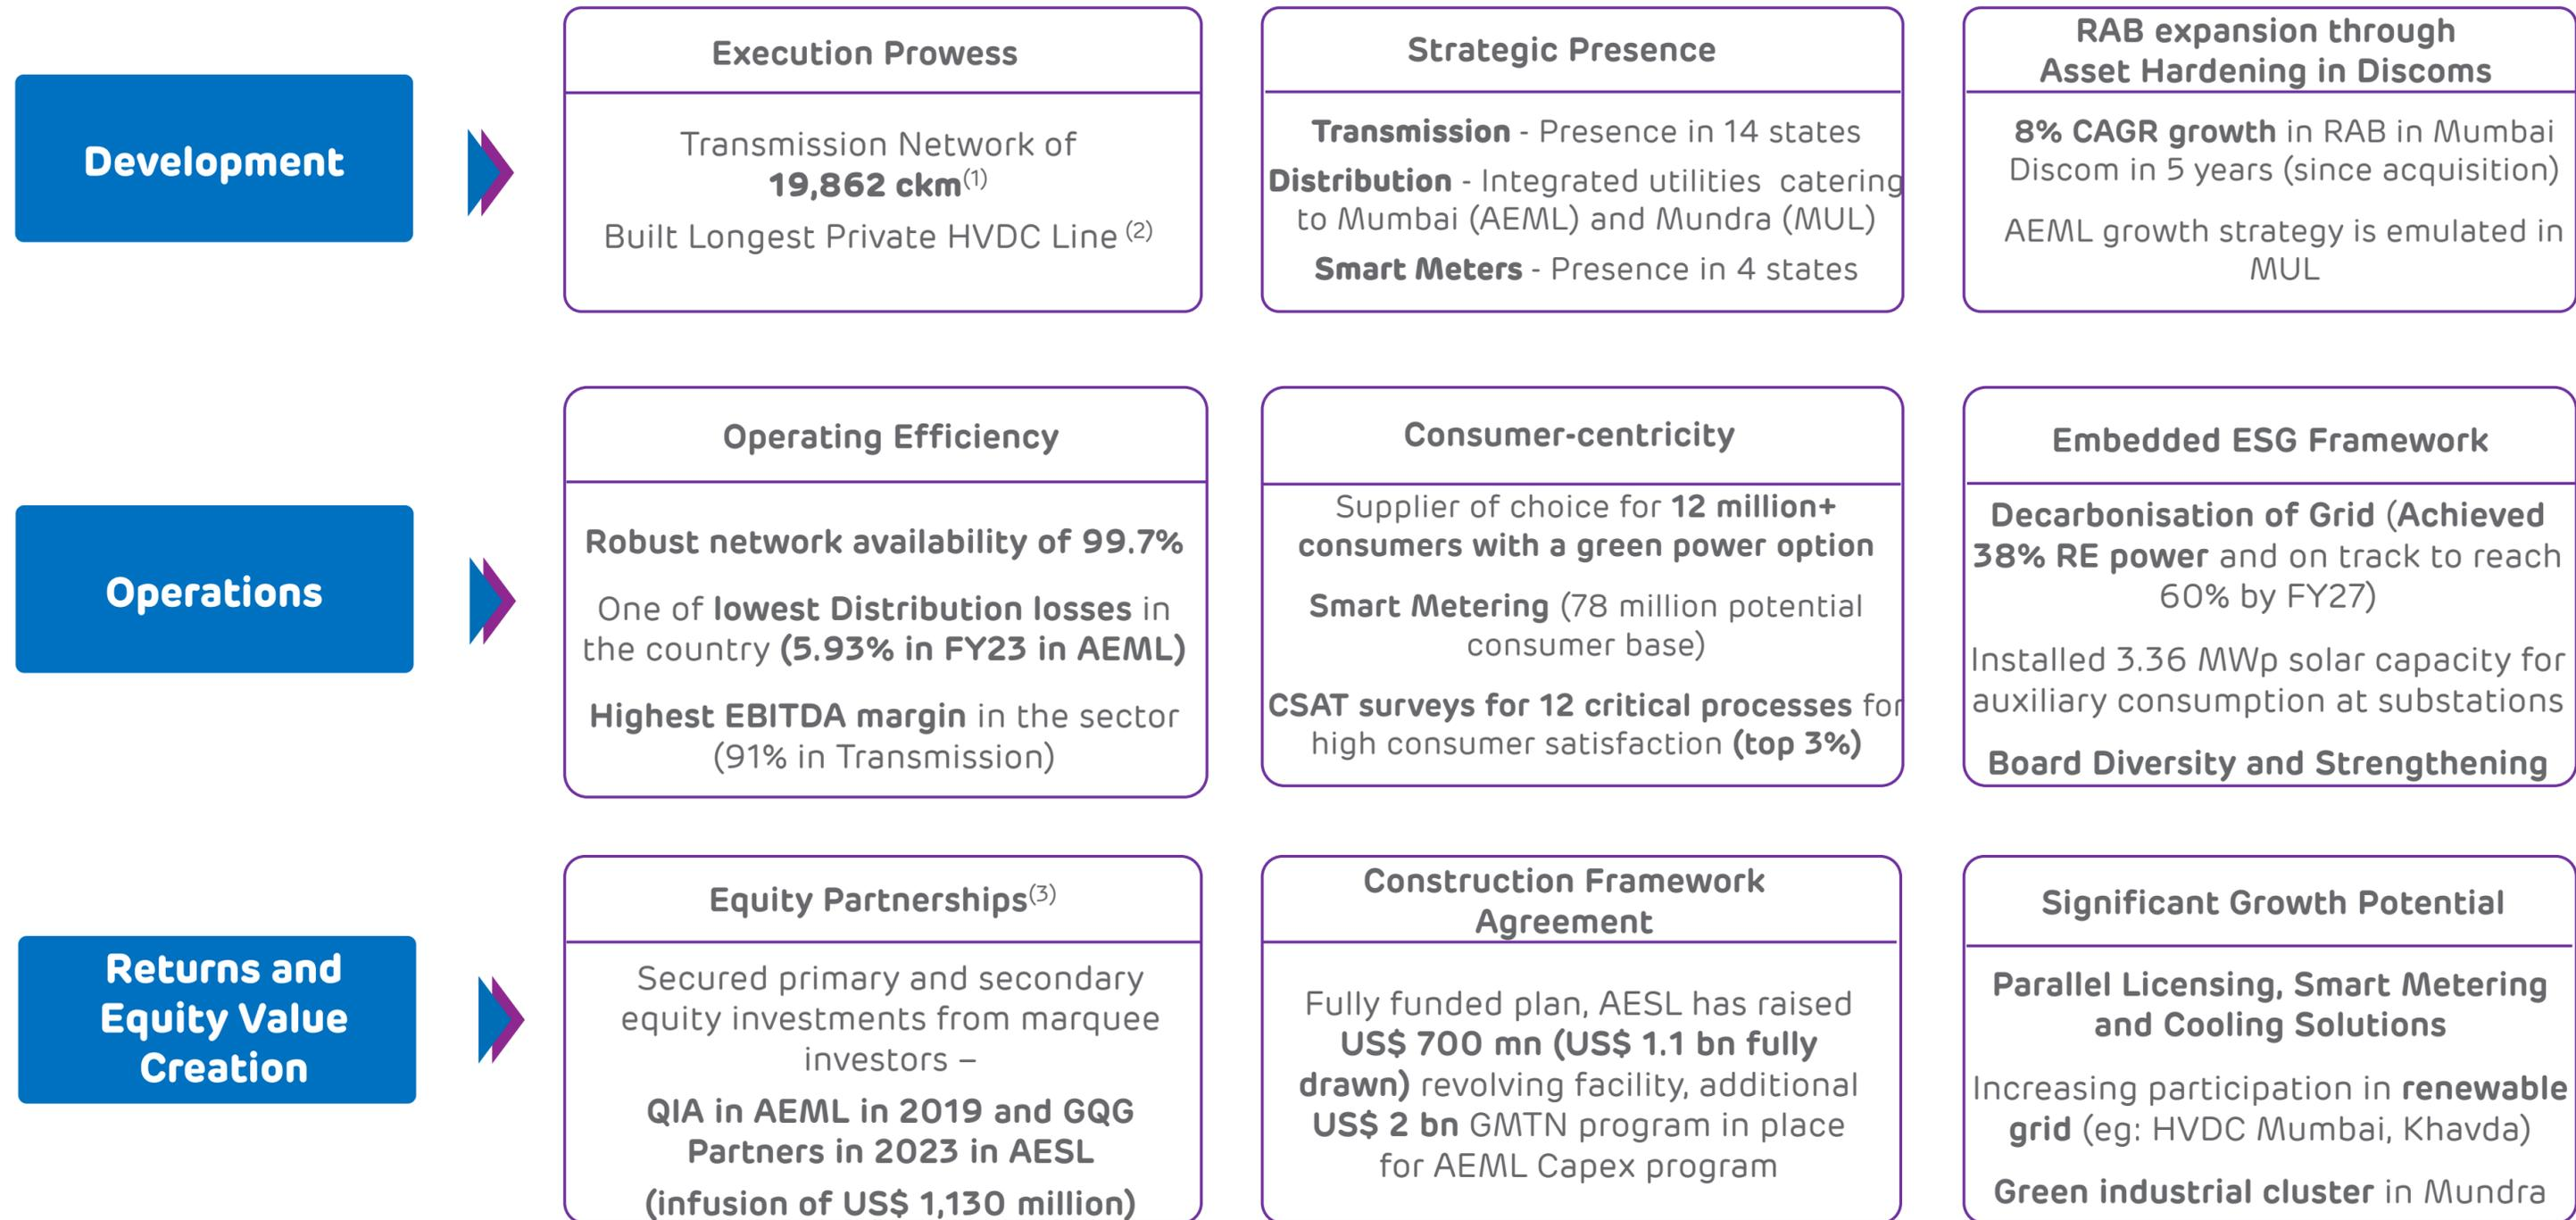 Development
Execution Prowess
Transmission Network of
19,862 ckm(1)
Built Longest Private HVDC Line (2)
Strategic Presence
Transmission - Presence in 14 states
Distribution - Integrated utilities catering
to Mumbai (AEML) and Mundra (MUL)
Smart Meters - Presence in 4 states
RAB expansion through
Asset Hardening in Discoms
8% CAGR growth in RAB in Mumbai
Discom in 5 years (since acquisition)
AEML growth strategy is emulated in
MUL
Operations
Operating Efficiency
Robust network availability of 99.7%
One of lowest Distribution losses in
the country (5.93% in FY23 in AEML)
Highest EBITDA margin in the sector
(91% in Transmission)
Consumer-centricity
Supplier of choice for 12 million+
consumers with a green power option
Smart Metering (78 million potential
consumer base)
CSAT surveys for 12 critical processes for
high consumer satisfaction (top 3%)
Embedded ESG Framework
Decarbonisation of Grid (Achieved
38% RE power and on track to reach
60% by FY27)
Installed 3.36 MWp solar capacity for
auxiliary consumption at substations
Board Diversity and Strengthening
Returns and
Equity Value
Creation
Equity Partnerships(3)
Secured primary and secondary
equity investments from marquee
investors –
QIA in AEML in 2019 and GQG
Partners in 2023 in AESL
(infusion of US$ 1,130 million)
Construction Framework
Agreement
Fully funded plan, AESL has raised
US$ 700 mn (US$ 1.1 bn fully
drawn) revolving facility, additional
US$ 2 bn GMTN program in place
for AEML Capex program
Significant Growth Potential
Parallel Licensing, Smart Metering
and Cooling Solutions
Increasing participation in renewable
grid (eg: HVDC Mumbai, Khavda)
Green industrial cluster in Mundra